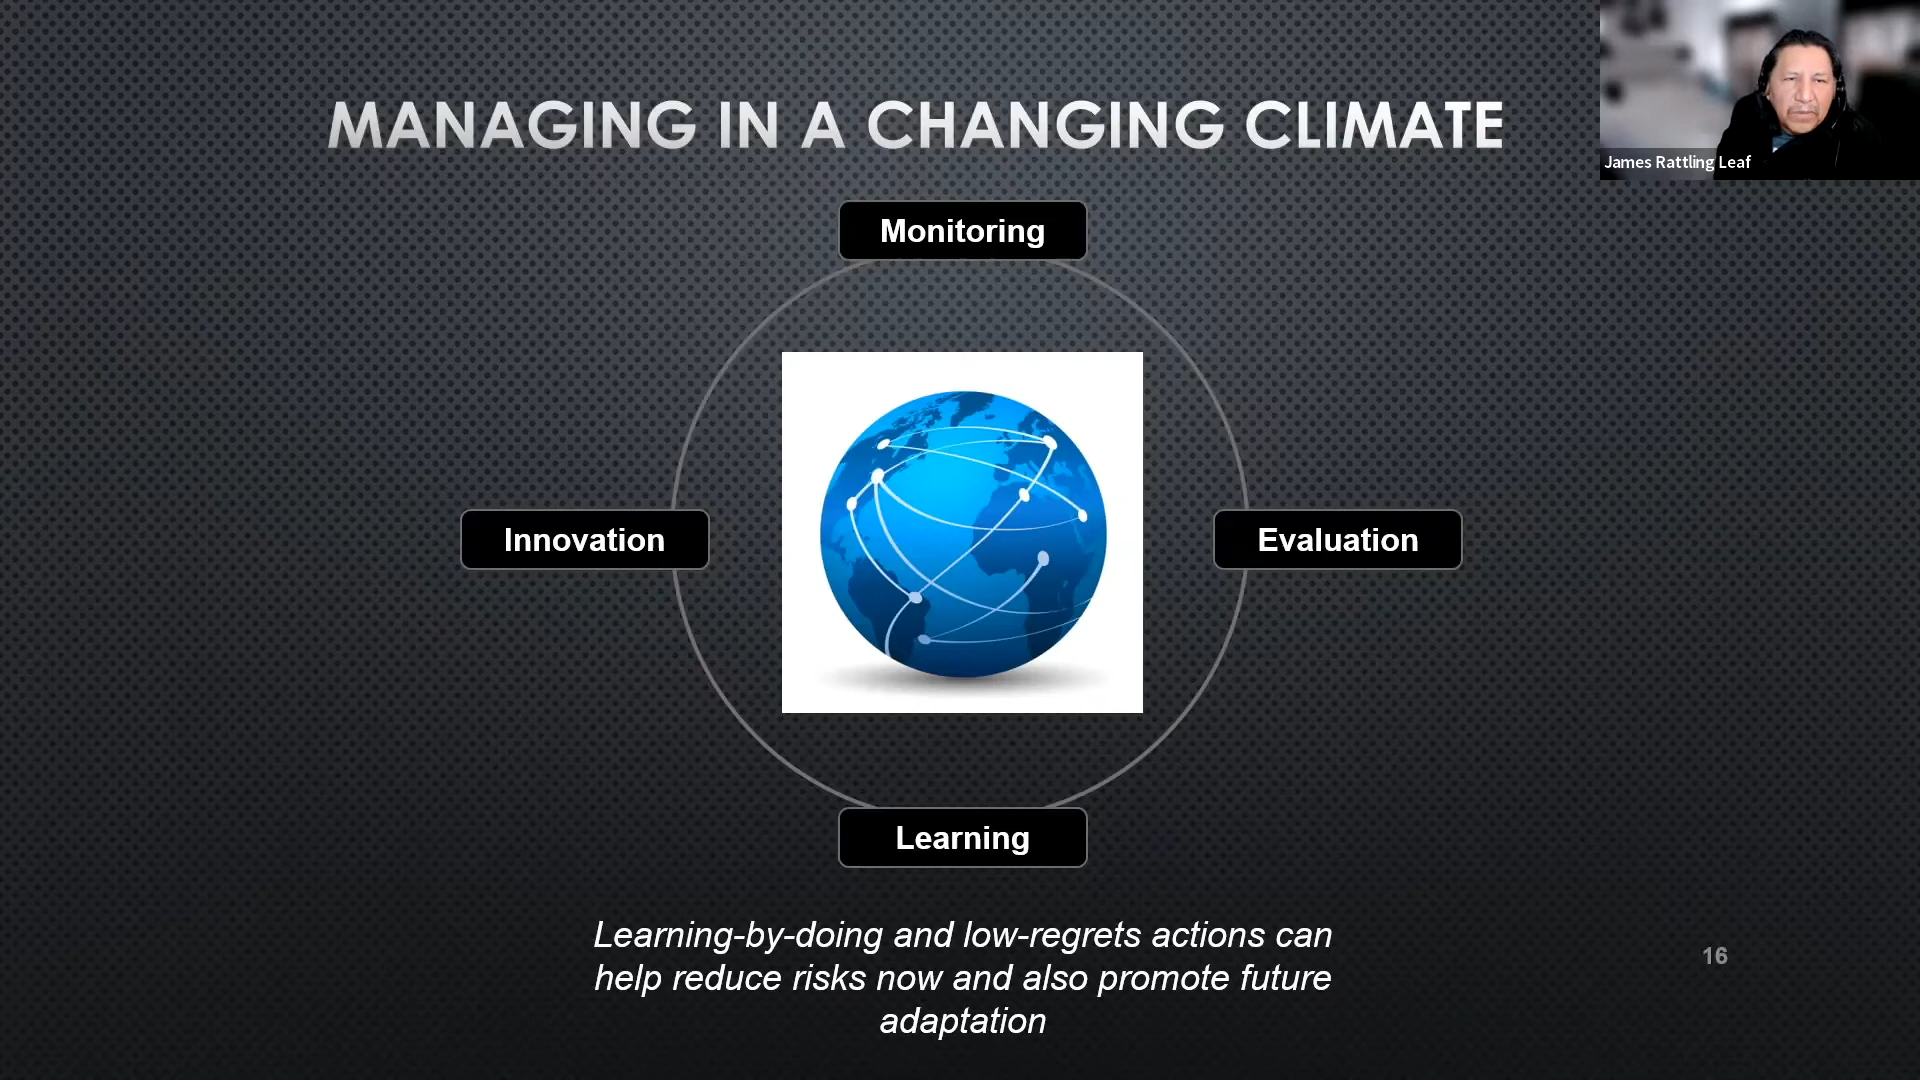 MANAGING IN A CHANGING CLIMATE
James Rattling Leaf
Monitoring
Innovation
Evaluation
Learning
Learning-by-doing and low-regrets actions can
help reduce risks now and also promote future
adaptation
16